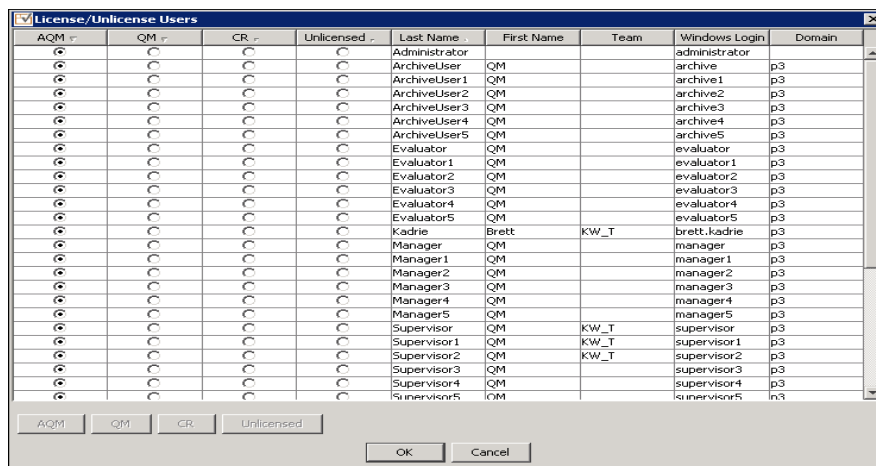 License/Unlicense Users
AQM QM CR Unlicensed Last Name First Name Team Windows Login Domain
Administrator administrator
ArchiveUser QM archive p3
ArchiveUser1 QM archive1 p3
ArchiveUser2 QM archive2 p3
ArchiveUser3 QM archive3 p3
ArchiveUser4 QM archive4 p3
ArchiveUser5 QM archive5 p3
Evaluator QM evaluator p3
Evaluator1 QM evaluator1 p3
Evaluator2 QM evaluator2 p3
Evaluator3 QM evaluator3 p3
Evaluator4 QM evaluator4 p3
Evaluator5 QM evaluator5 p3
Kadrie Brett KW_T brett.kadrie p3
Manager QM manager p3
Manager1 QM manager1 p3
Manager2 QM manager2 p3
Manager3 QM manager3 p3
Manager4 QM manager4 p3
Manager5 QM manager5 p3
Supervisor QM KW_T supervisor p3
Supervisor1 QM KW_T supervisor1 p3
Supervisor2 QM KW_T supervisor2 p3
Supervisor3 QM supervisor3 p3
Supervisor4 QM supervisor4 p3
Supervisor5 QM supervisor5 p3
AQM QM CR Unlicensed
OK Cancel